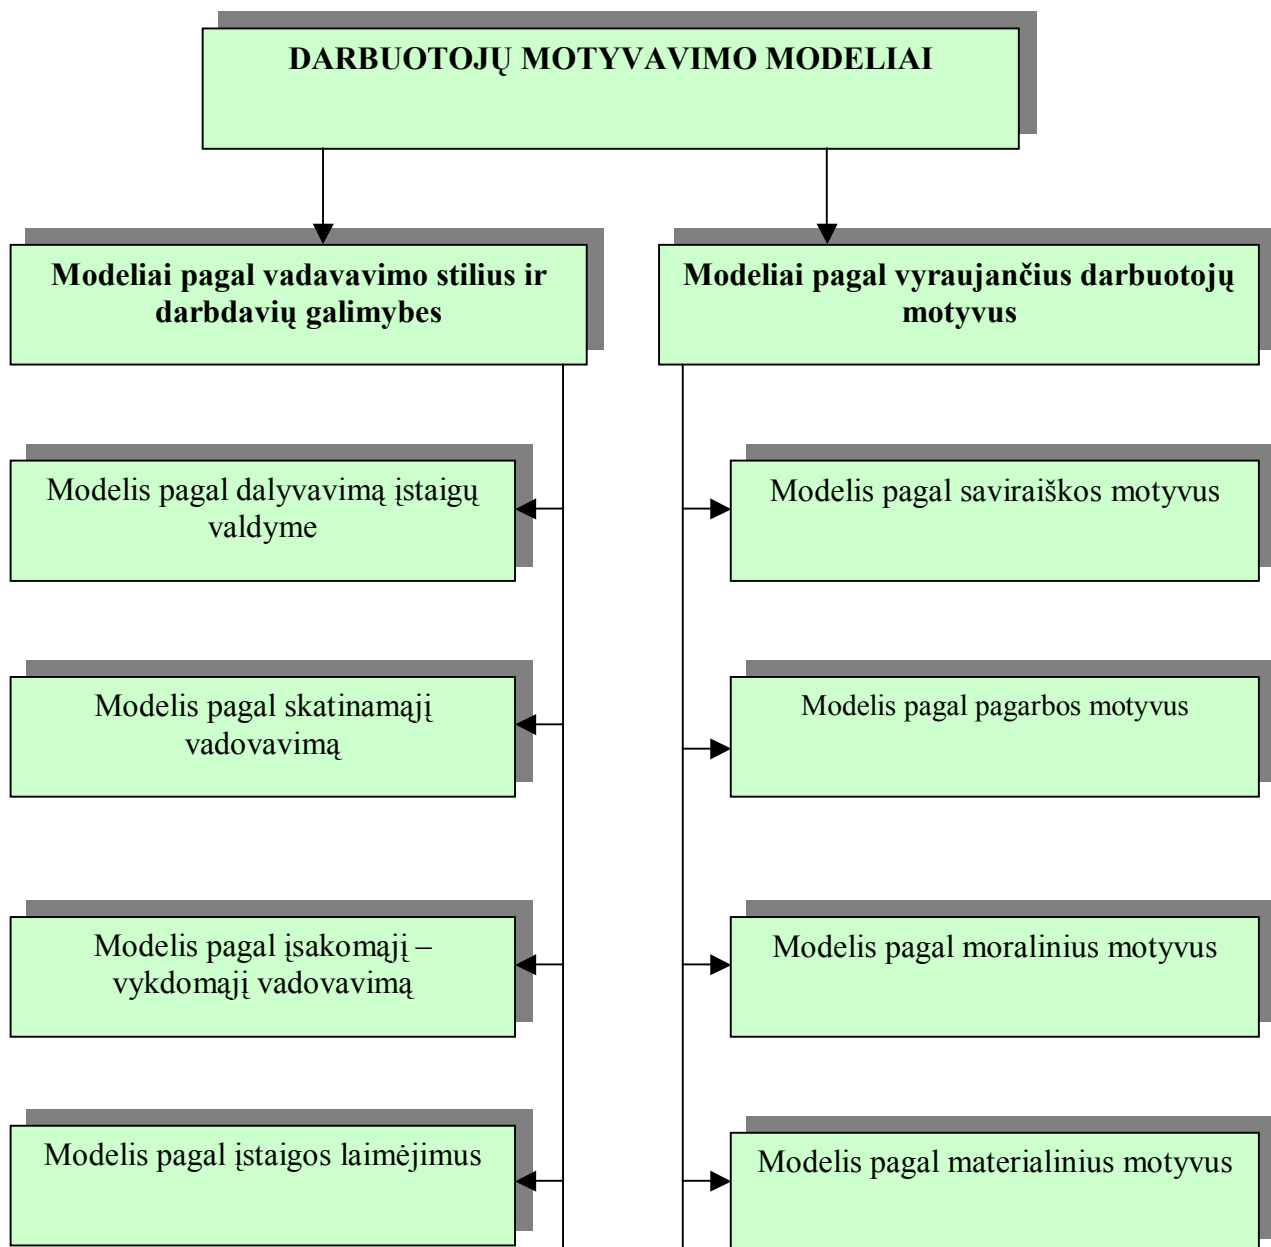 DARBUOTOJŲ MOTYVAVIMO MODELIAI
Modeliai pagal vadavavimo stilius ir
darbdavių galimybes
Modeliai pagal vyraujančius darbuotojų
motyvus
Modelis pagal dalyvavimą įstaigų
valdyme
Modelis pagal saviraiškos motyvus
Modelis pagal skatinamąjį
vadovavimą
Modelis pagal pagarbos motyvus
Modelis pagal įsakomąjį –
vykdomąjį vadovavimą
Modelis pagal moralinius motyvus
Modelis pagal įstaigos laimėjimus
Modelis pagal materialinius motyvus